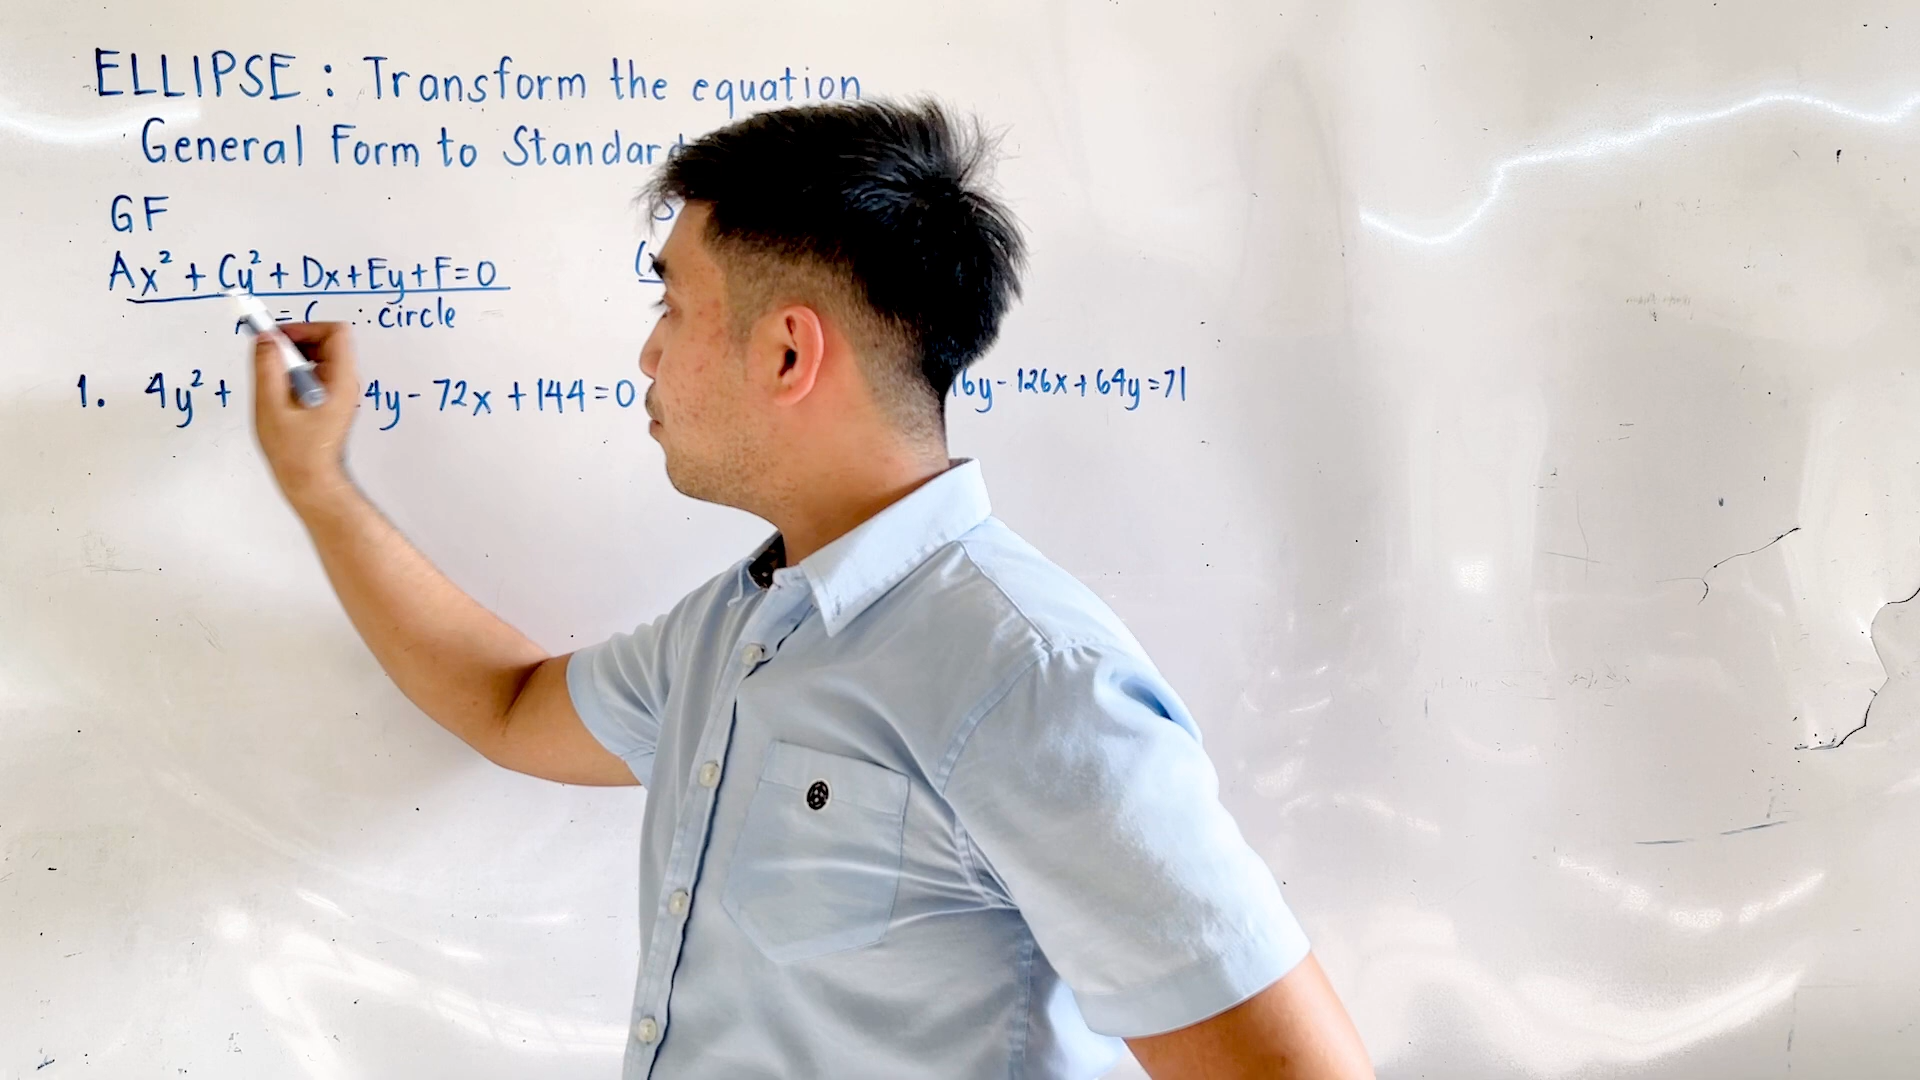 ELLIPSE : Transform the equation
General Form to Standard
GF
Ax² + Cy² + Dx + Ey + F = 0
= C ∴ circle
1. 4y² + 4y - 72x + 144 = 0
16y - 126x + 64y = 71